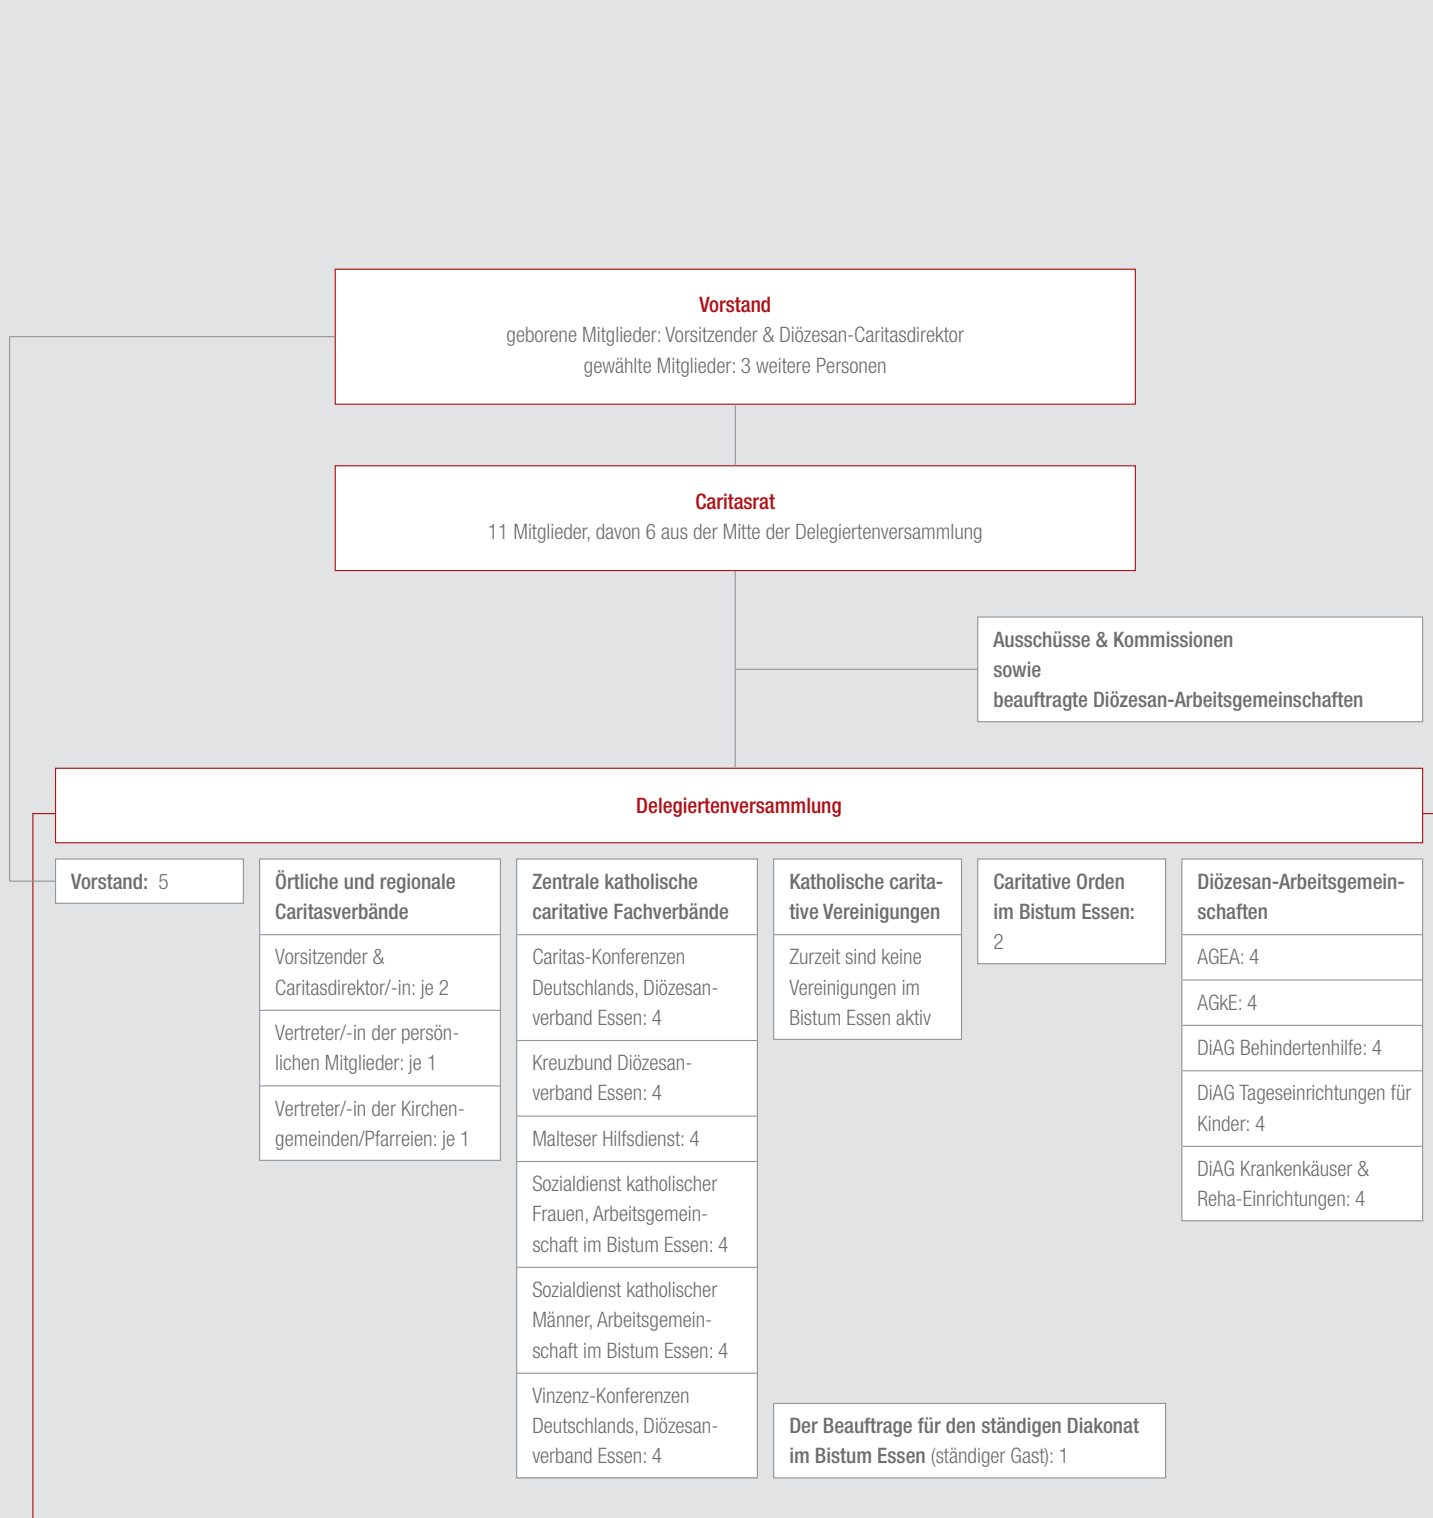 Vorstand
geborene Mitglieder: Vorsitzender & Diözesan-Caritasdirektor
gewählte Mitglieder: 3 weitere Personen
Caritasrat
11 Mitglieder, davon 6 aus der Mitte der Delegiertenversammlung
Ausschüsse & Kommissionen
sowie
beauftragte Diözesan-Arbeitsgemeinschaften
Delegiertenversammlung
Vorstand: 5
Örtliche und regionale
Caritasverbände
Vorsitzender &
Caritasdirektor/-in: je 2
Vertreter/-in der persön-
lichen Mitglieder: je 1
Vertreter/-in der Kirchen-
gemeinden/Pfarreien: je 1
Zentrale katholische
caritative Fachverbände
Caritas-Konferenzen
Deutschlands, Diözesan-
verband Essen: 4
Kreuzbund Diözesan-
verband Essen: 4
Malteser Hilfsdienst: 4
Sozialdienst katholischer
Frauen, Arbeitsgemein-
schaft im Bistum Essen: 4
Sozialdienst katholischer
Männer, Arbeitsgemein-
schaft im Bistum Essen: 4
Vinzenz-Konferenzen
Deutschlands, Diözesan-
verband Essen: 4
Katholische carita-
tive Vereinigungen
Zurzeit sind keine
Vereinigungen im
Bistum Essen aktiv
Caritative Orden
im Bistum Essen:
2
Diözesan-Arbeitsgemein-
schaften
AGEA: 4
AGkE: 4
DiAG Behindertenhilfe: 4
DiAG Tageseinrichtungen für
Kinder: 4
DiAG Krankenkäuser &
Reha-Einrichtungen: 4
Der Beauftrage für den ständigen Diakonat
im Bistum Essen (ständiger Gast): 1